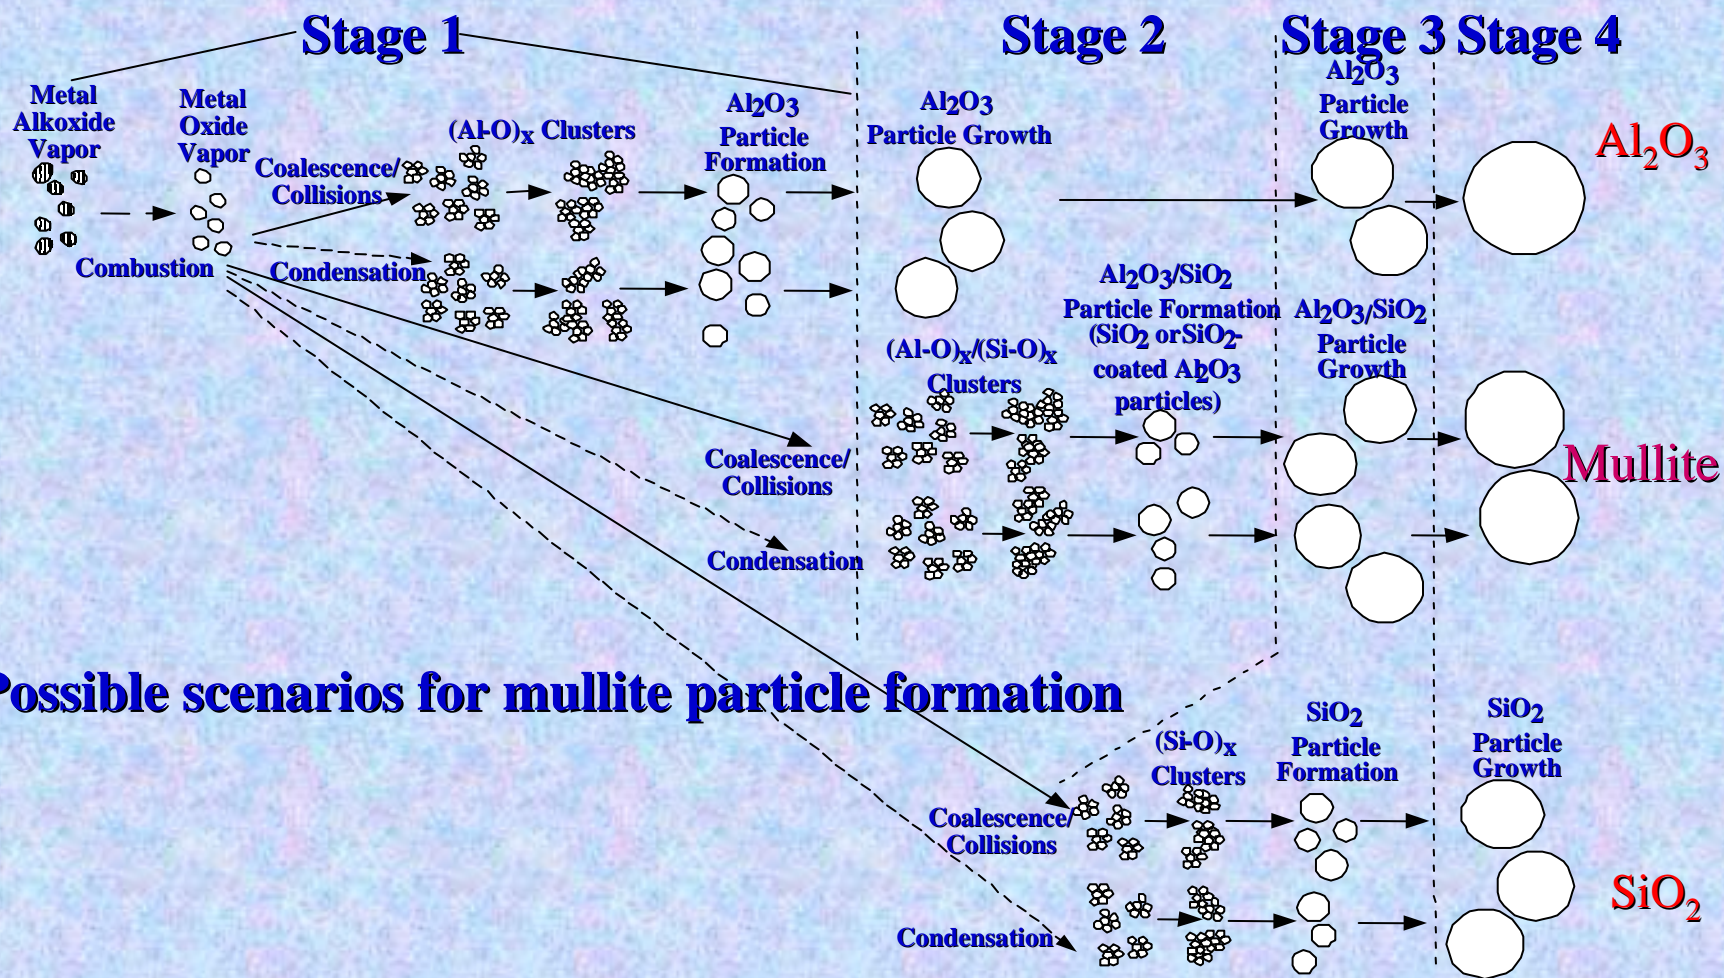 Stage 1
Stage 2
Stage 3
Stage 4
Metal
Alkoxide
Vapor
Metal
Oxide
Vapor
Combustion
Coalescence/
Collisions
Condensation
(Al-O)x Clusters
Al2O3
Particle
Formation
Al2O3
Particle Growth
Al2O3
Particle
Growth
Al2O3
(Al-O)x/(Si-O)x
Clusters
Al2O3/SiO2
Particle Formation
(SiO2 orSiO2-
coated Al2O3
particles)
Al2O3/SiO2
Particle
Growth
Mullite
Coalescence/
Collisions
Condensation
Possible scenarios for mullite particle formation
Coalescence/
Collisions
Condensation
(Si-O)x
Clusters
SiO2
Particle
Formation
SiO2
Particle
Growth
SiO2